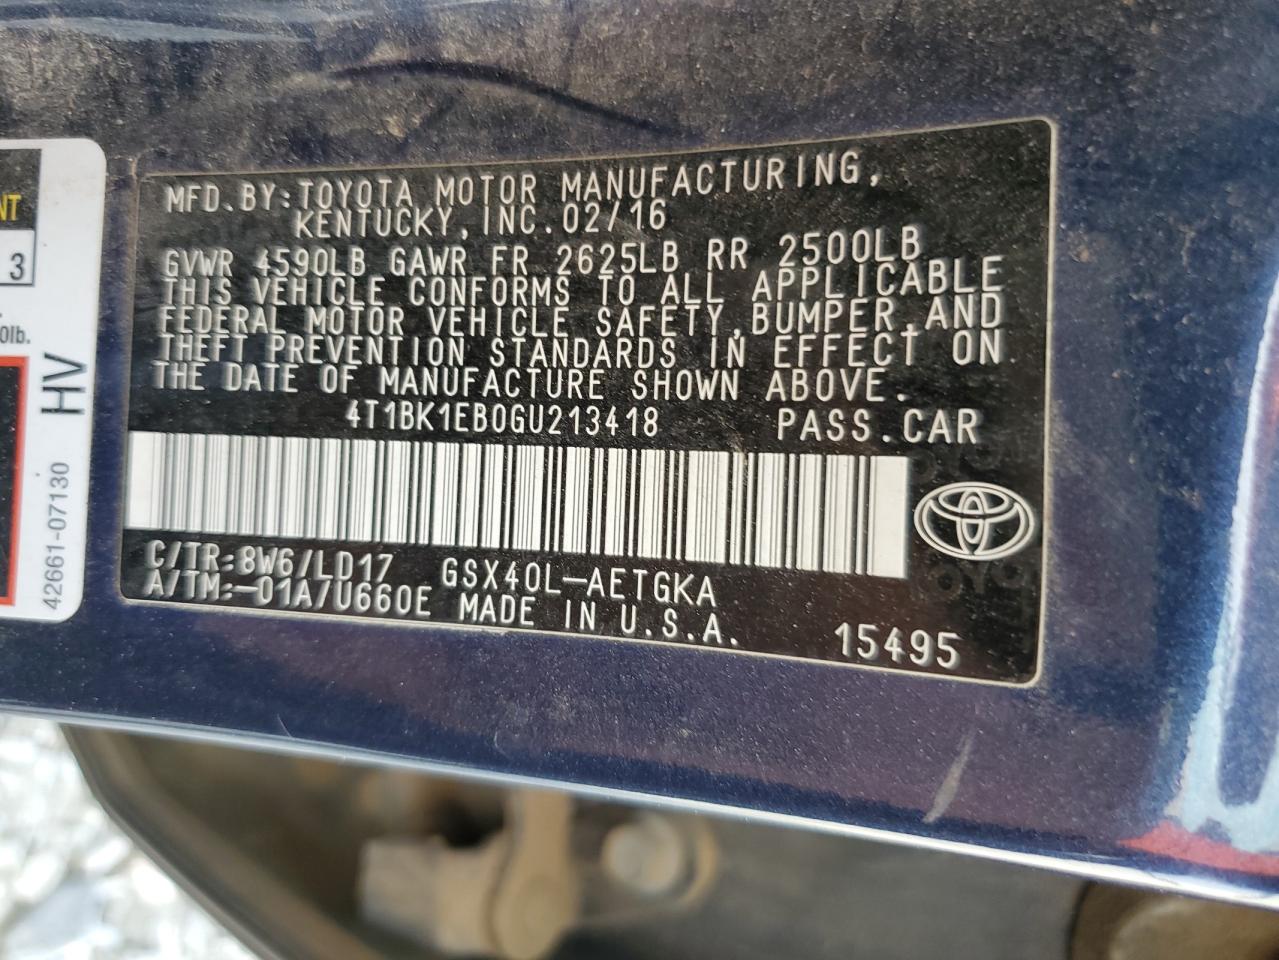 NT
3
0lb.
HV
42661-07130
MFD.BY:TOYOTA MOTOR MANUFACTURING,
KENTUCKY,INC.02/16
GVWR 4590LB GAWR FR 2625LB RR 2500LB
THIS VEHICLE CONFORMS TO ALL APPLICABLE
FEDERAL MOTOR VEHICLE SAFETY,BUMPER,AND
THEFT PREVENTION STANDARDS IN EFFECT ON
THE DATE OF MANUFACTURE SHOWN ABOVE.
4T1BK1EB0GU213418 PASS.CAR
C/TR:8W6/LD17 GSX40L-AETGKA
A/TM:-01A/U660E MADE IN U.S.A. 15495